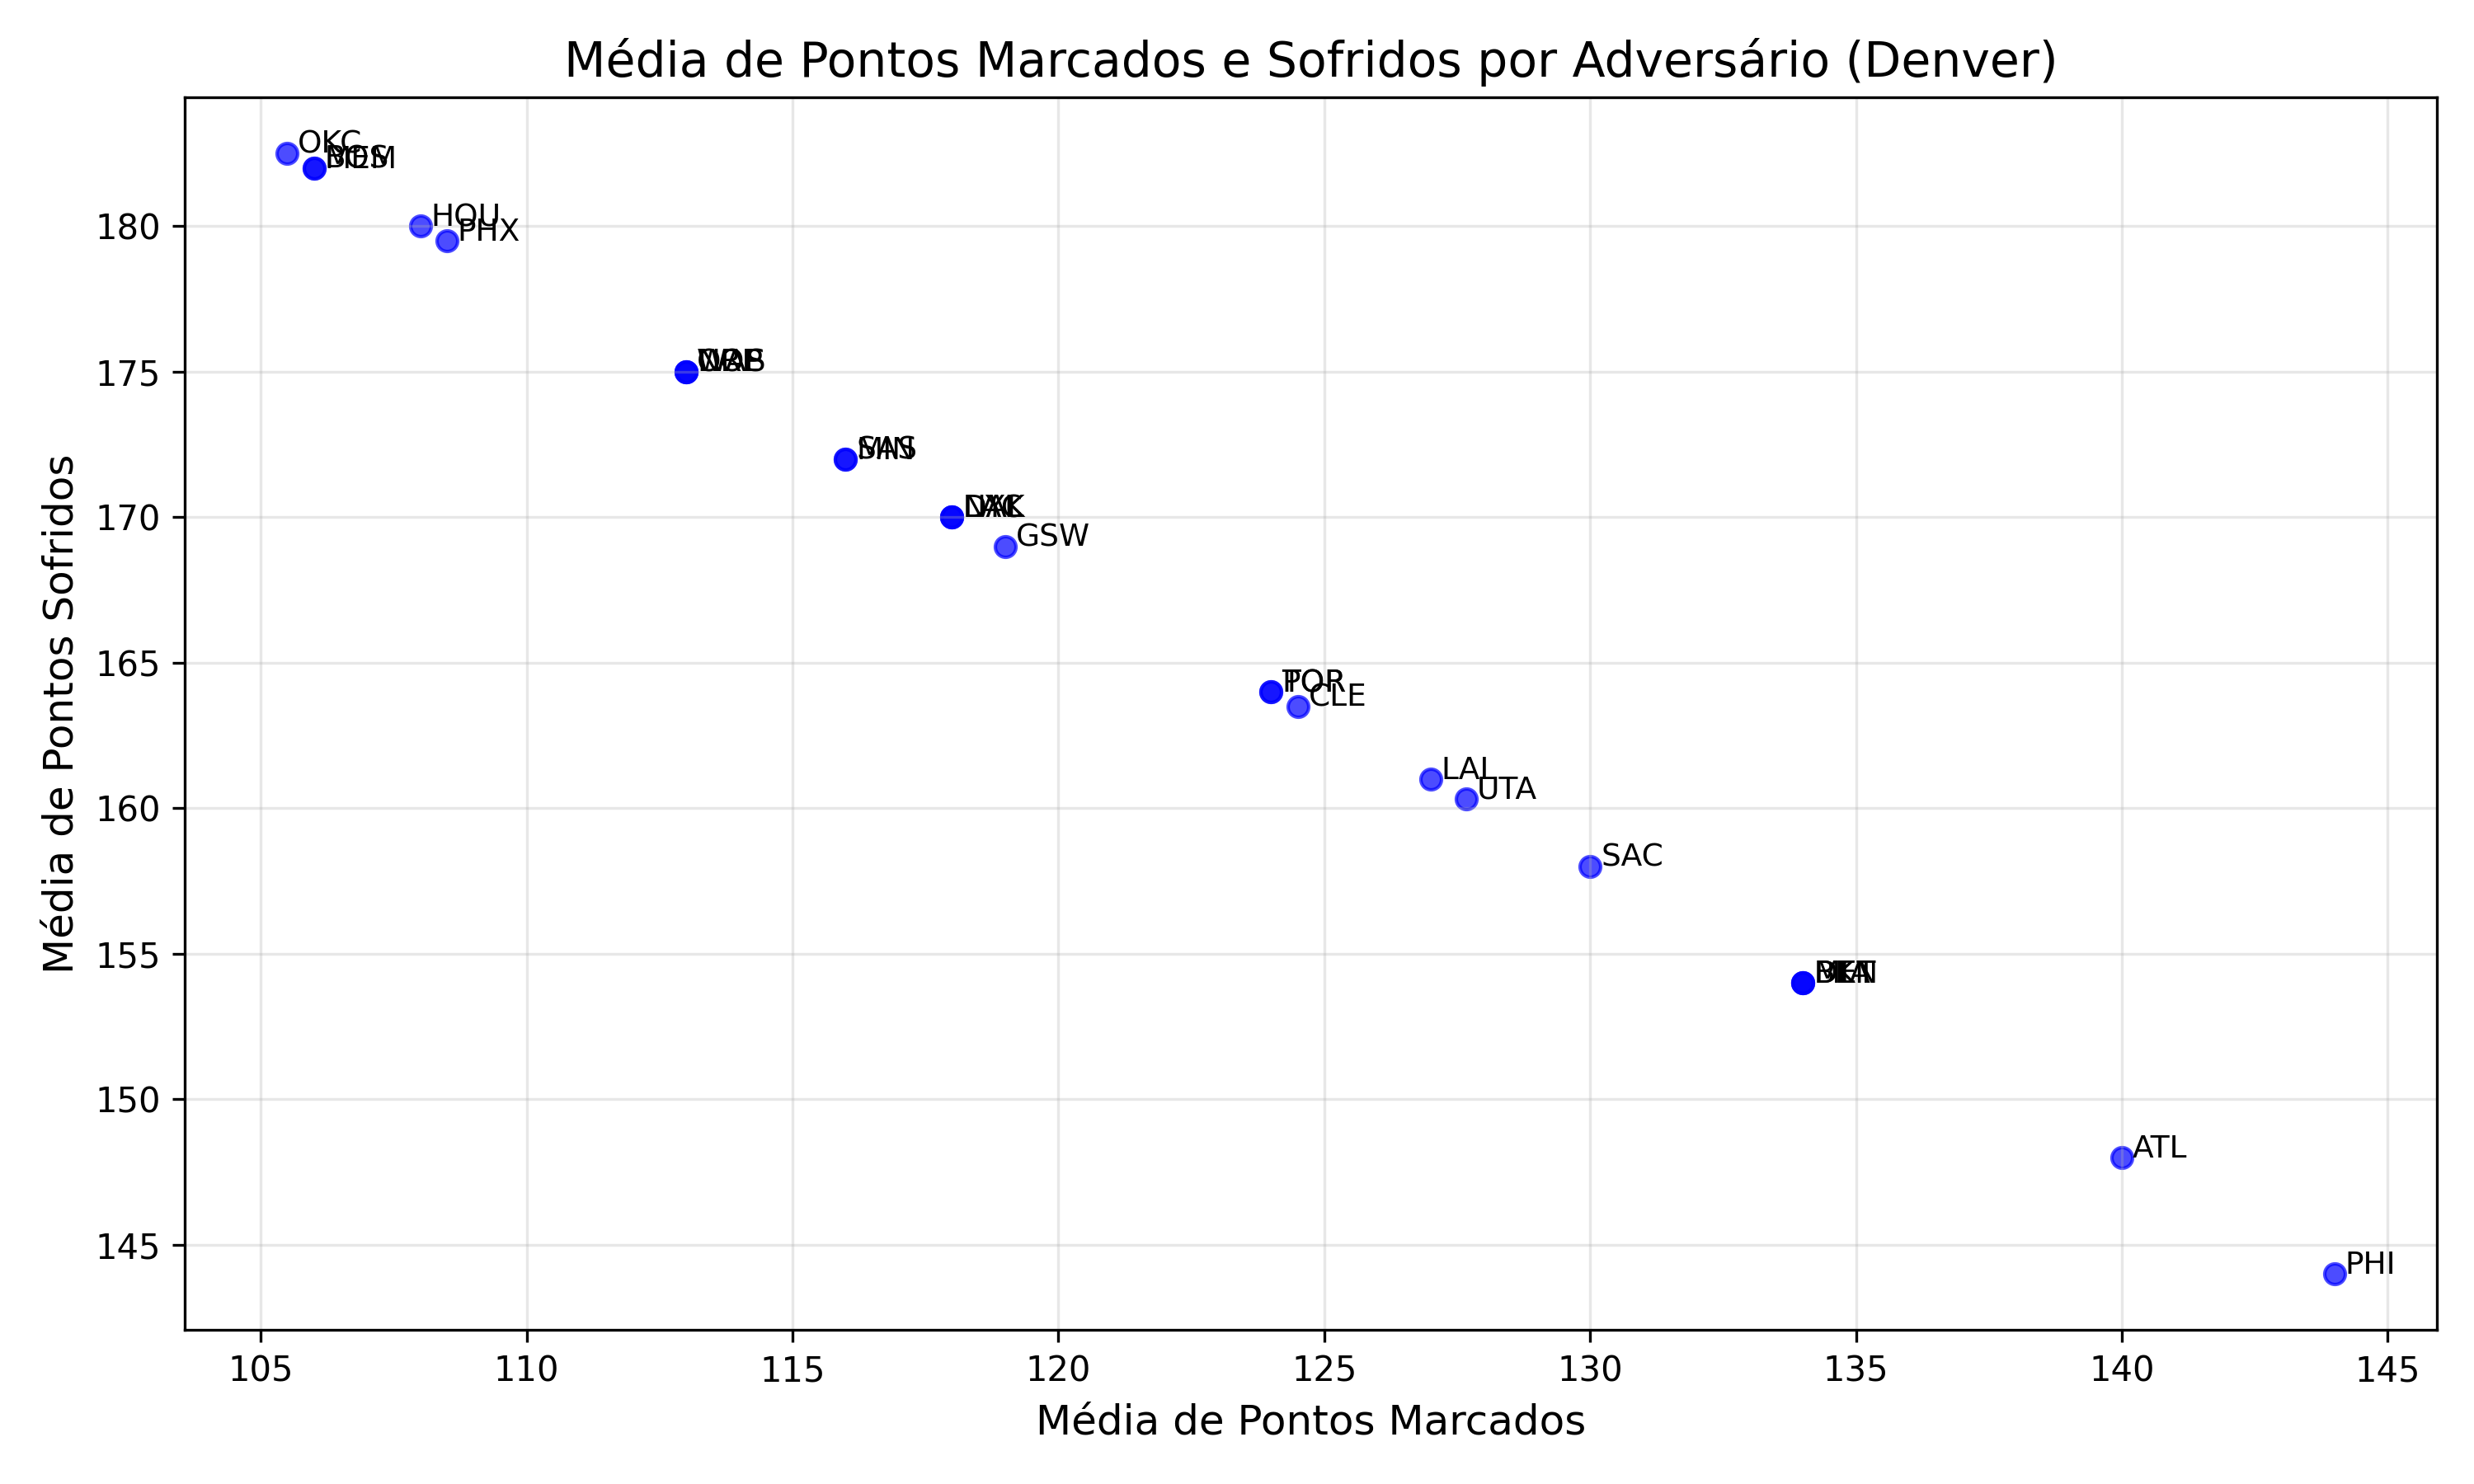 Média de Pontos Marcados e Sofridos por Adversário (Denver)
Média de Pontos Sofridos
180
175
170
165
160
155
150
145
OKC
HOU
PHX
GSW
CLE
LAL
UTA
SAC
ATL
PHI
105
110
115
120
125
130
135
140
145
Média de Pontos Marcados